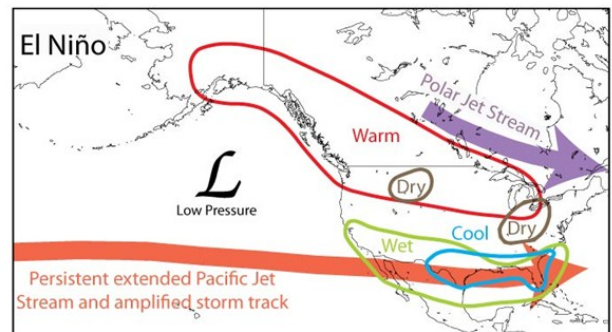 El Niño
Polar Jet Stream
Warm
L
Low Pressure
Dry
Dry
Cool
Wet
Persistent extended Pacific Jet
Stream and amplified storm track